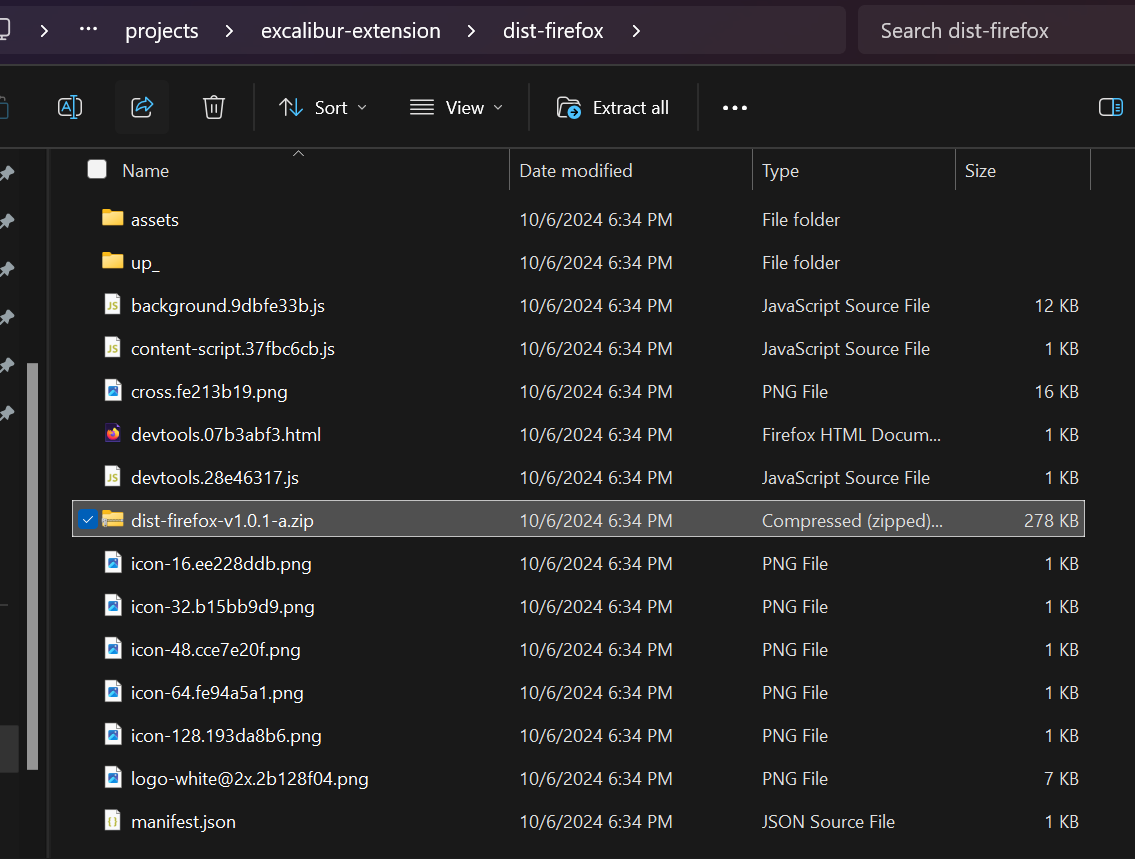 ··· projects excalibur-extension dist-firefox Search dist-firefox
Sort View Extract all
Name Date modified Type Size
assets 10/6/2024 6:34 PM File folder
up_ 10/6/2024 6:34 PM File folder
background.9dbfe33b.js 10/6/2024 6:34 PM JavaScript Source File 12 KB
content-script.37fbc6cb.js 10/6/2024 6:34 PM JavaScript Source File 1 KB
cross.fe213b19.png 10/6/2024 6:34 PM PNG File 16 KB
devtools.07b3abf3.html 10/6/2024 6:34 PM Firefox HTML Docum... 1 KB
devtools.28e46317.js 10/6/2024 6:34 PM JavaScript Source File 1 KB
dist-firefox-v1.0.1-a.zip 10/6/2024 6:34 PM Compressed (zipped)... 278 KB
icon-16.ee228ddb.png 10/6/2024 6:34 PM PNG File 1 KB
icon-32.b15bb9d9.png 10/6/2024 6:34 PM PNG File 1 KB
icon-48.cce7e20f.png 10/6/2024 6:34 PM PNG File 1 KB
icon-64.fe94a5a1.png 10/6/2024 6:34 PM PNG File 1 KB
icon-128.193da8b6.png 10/6/2024 6:34 PM PNG File 1 KB
logo-white@2x.2b128f04.png 10/6/2024 6:34 PM PNG File 7 KB
manifest.json 10/6/2024 6:34 PM JSON Source File 1 KB